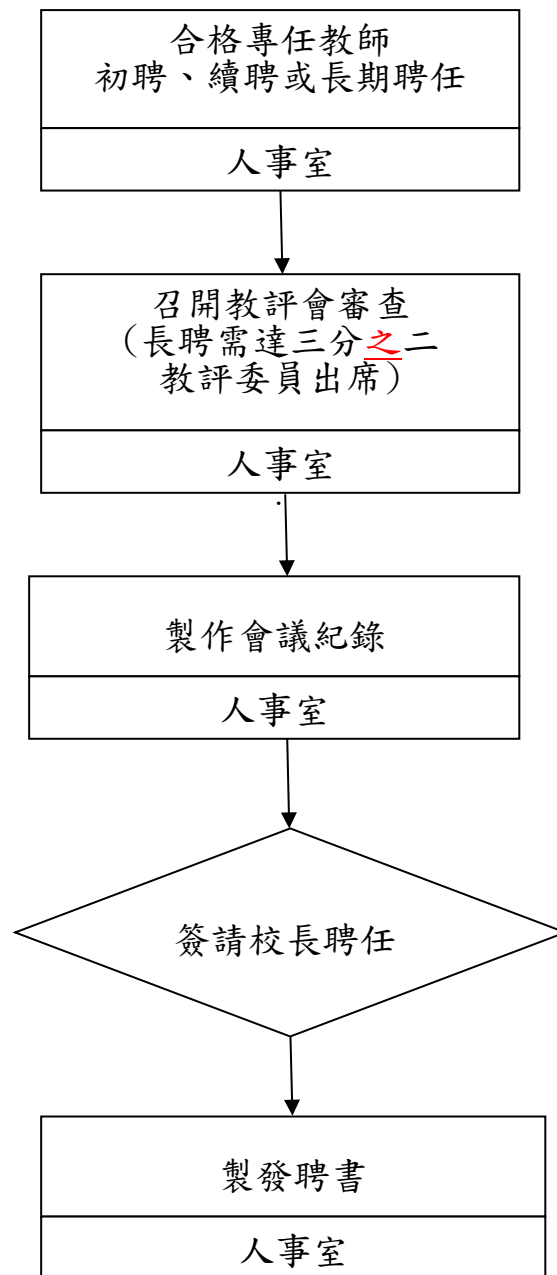 合格專任教師
初聘、續聘或長期聘任
人事室
召開教評會審查
（長聘需達三分之二
教評委員出席）
人事室
.
製作會議紀錄
人事室
簽請校長聘任
製發聘書
人事室